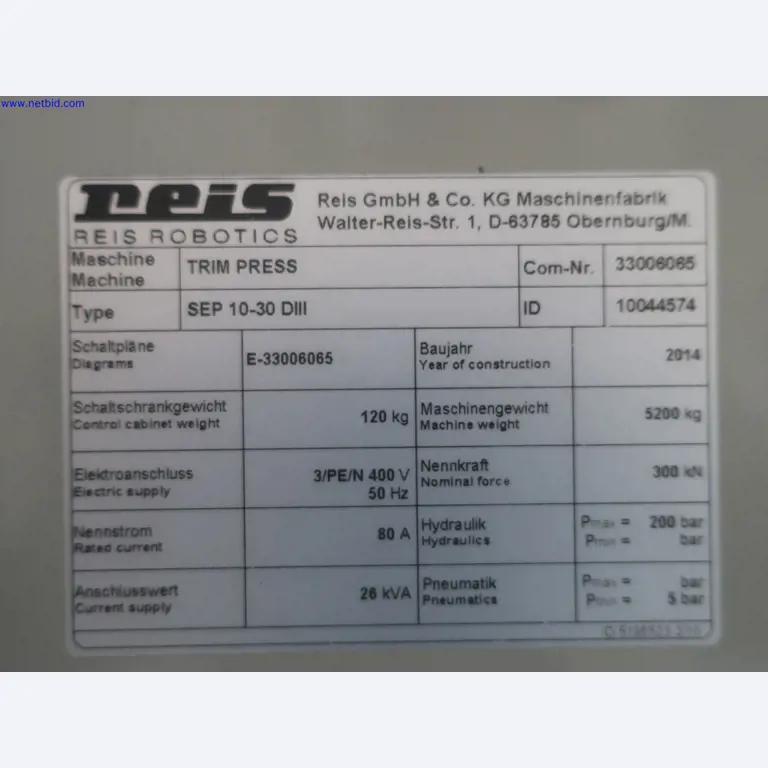 www.netbid.com
reis
REIS ROBOTICS
Reis GmbH & Co. KG Maschinenfabrik
Walter-Reis-Str. 1, D-63785 Obernburg/M.
Maschine
Machine
TRIM PRESS
Com-Nr.
33006065
Type
SEP 10-30 DIII
ID
10044574
Schaltpläne
Diagrams
E-33006065
Baujahr
Year of construction
2014
Schaltschrankgewicht
Control cabinet weight
120 kg
Maschinengewicht
Machine weight
5200 kg
Elektroanschluss
Electric supply
3/PE/N 400 V
50 Hz
Nennkraft
Nominal force
300 kN
Nennstrom
Rated current
80 A
Hydraulik
Hydraulics
Pmax = 200 bar
Pmin = bar
Anschlusswert
Current supply
26 kVA
Pneumatik
Pneumatics
Pmax = bar
Pmin = 5 bar